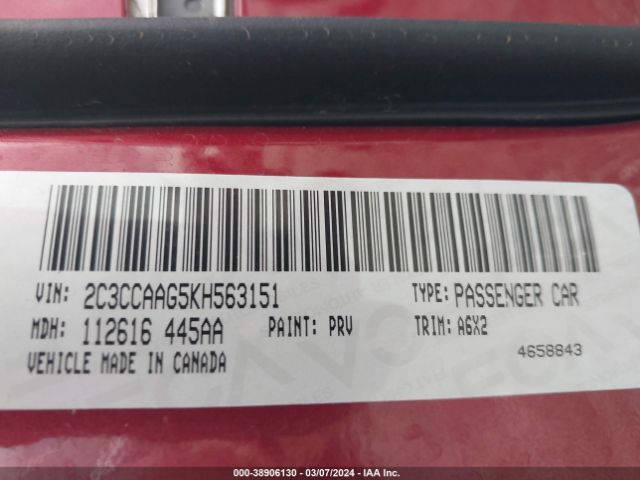 VIN: 2C3CCAAG5KH563151 TYPE: PASSENGER CAR
MDH: 112616 445AA PAINT: PRV TRIM: A6X2
VEHICLE MADE IN CANADA 4658843
000-38906130 - 03/07/2024 - IAA Inc.